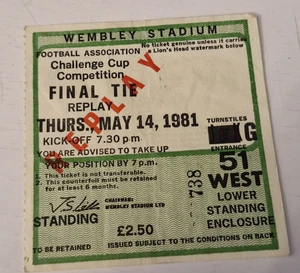 WEMBLEY STADIUM
FOOTBALL ASSOCIATION
No ticket genuine unless it carries
a Lion's Head watermark below
Challenge Cup
Competition
FINAL TIE
REPLAY
REPLAY
THURS. MAY 14, 1981
KICK-OFF 7.30 pm
YOU ARE ADVISED TO TAKE UP
YOUR POSITION BY 7 p.m.
1 This ticket is not transferable.
2 This counterfoil must be retained
for at least 6 months.
CHAIRMAN:
WEMBLEY STADIUM LTD
STANDING
£2.50
TO BE RETAINED
ISSUED SUBJECT TO THE CONDITIONS ON BACK
TURNSTILES
G
ENTRANCE
51
WEST
LOWER
STANDING
ENCLOSURE
738